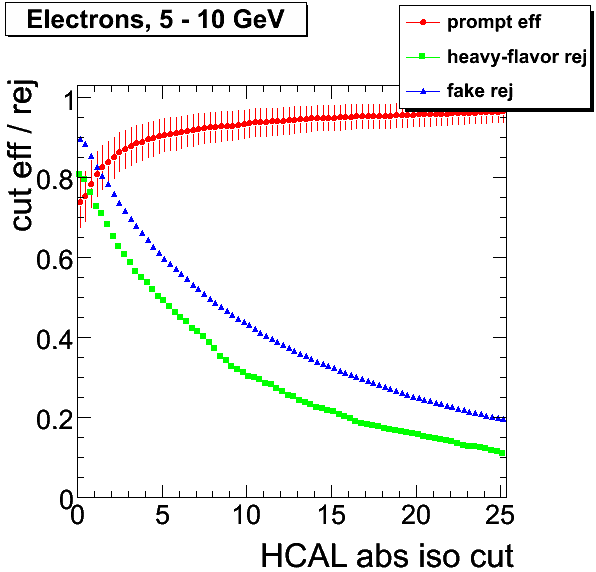 Electrons, 5 - 10 GeV
prompt eff
heavy-flavor rej
fake rej
cut eff / rej
1
0.8
0.6
0.4
0.2
0
0 5 10 15 20 25
HCAL abs iso cut